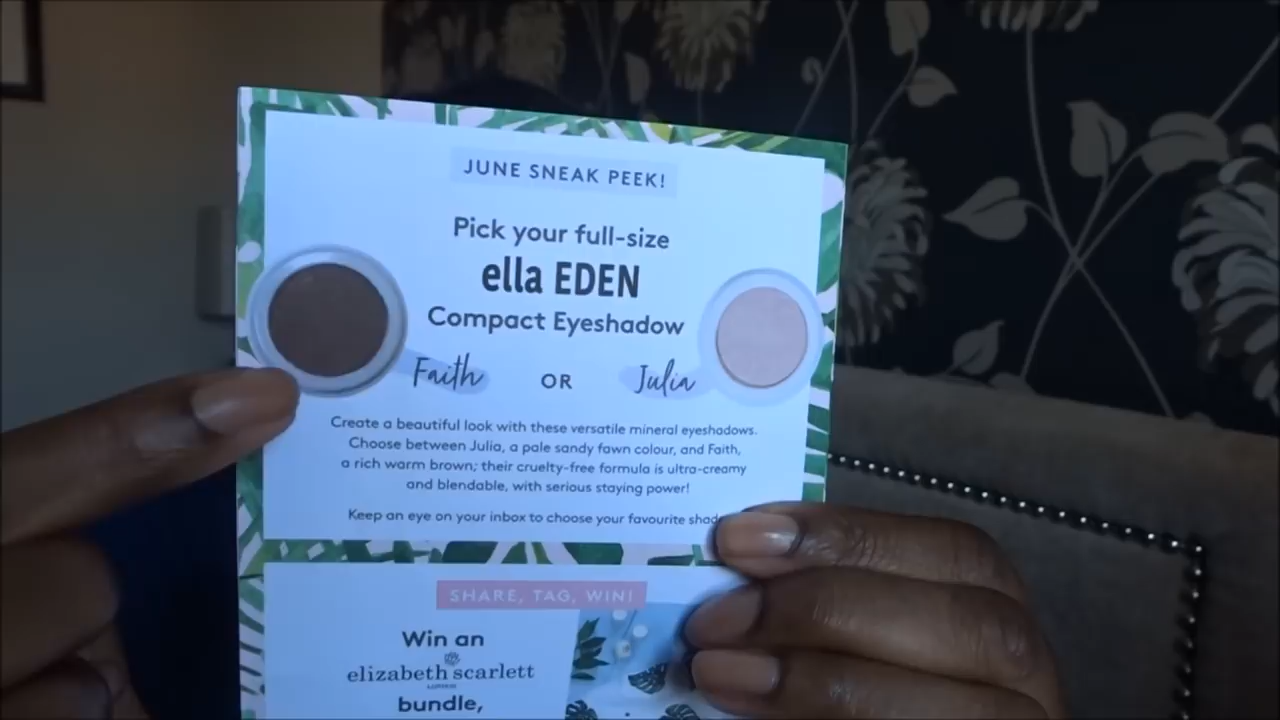 JUNE SNEAK PEEK!
Pick your full-size
ella EDEN
Compact Eyeshadow
Faith OR Julia
Create a beautiful look with these versatile mineral eyeshadows.
Choose between Julia, a pale sandy fawn colour, and Faith,
a rich warm brown; their cruelty-free formula is ultra-creamy
and blendable, with serious staying power!
Keep an eye on your inbox to choose your favourite
SHARE, TAG, WIN!
Win an
elizabeth scarlett
LONDON
bundle,